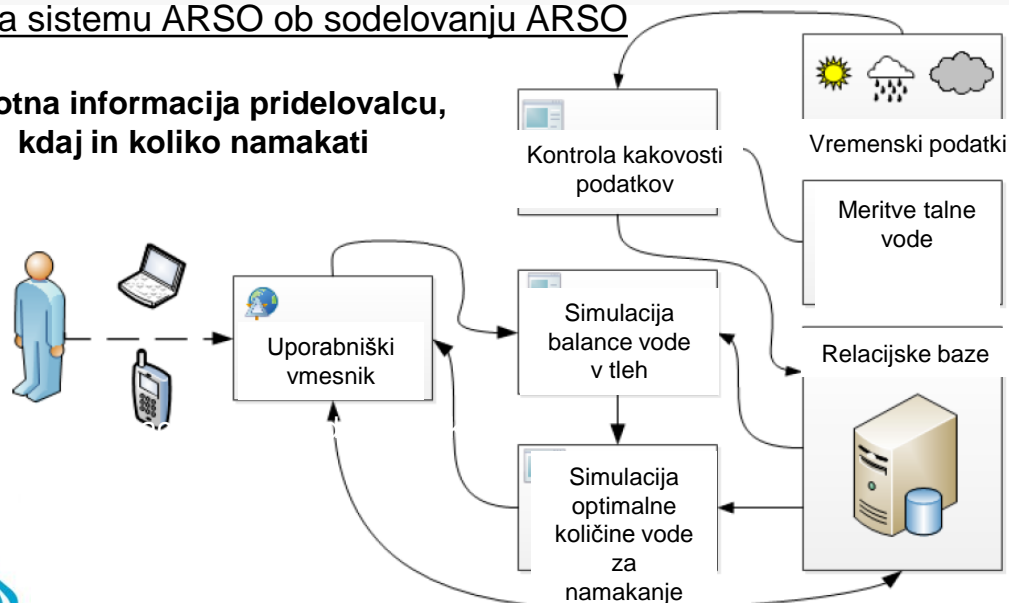 a sistemu ARSO ob sodelovanju ARSO
otna informacija pridelovalcu,
kdaj in koliko namakati
Vremenski podatki
Kontrola kakovosti
podatkov
Meritve talne
vode
Uporabniški
vmesnik
Simulacija
balance vode
v tleh
Relacijske baze
Simulacija
optimalne
količine vode
za
namakanje